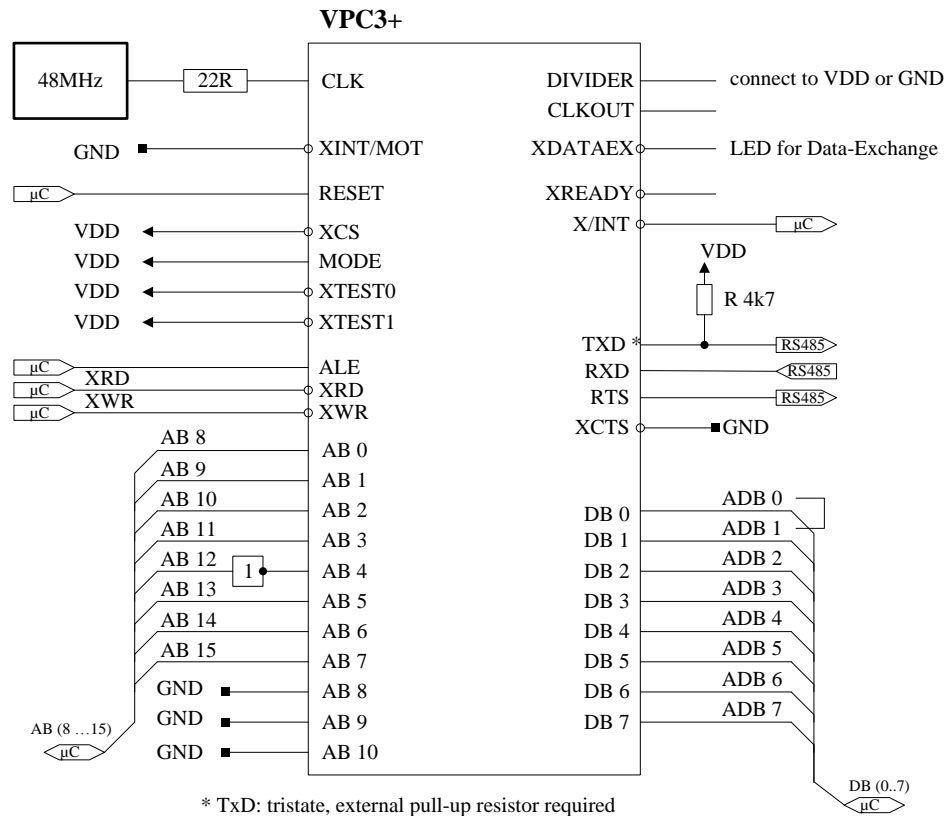 VPC3+
48MHz 22R CLK DIVIDER connect to VDD or GND
CLKOUT
GND XINT/MOT XDATAEX LED for Data-Exchange
µC RESET XREADY
X/INT µC
VDD XCS
VDD MODE
VDD XTEST0
VDD XTEST1
VDD
R 4k7
TXD * RS485
µC ALE RXD RS485
µC XRD XRD RTS RS485
µC XWR XWR
XCTS GND
AB 8 AB 0
AB 9 AB 1
AB 10 AB 2 DB 0 ADB 0
AB 11 AB 3 DB 1 ADB 1
AB 12 1 AB 4 DB 2 ADB 2
AB 13 AB 5 DB 3 ADB 3
AB 14 AB 6 DB 4 ADB 4
AB 15 AB 7 DB 5 ADB 5
GND AB 8 DB 6 ADB 6
GND AB 9 DB 7 ADB 7
GND AB 10
AB (8 ...15)
µC
DB (0..7)
µC
* TxD: tristate, external pull-up resistor required